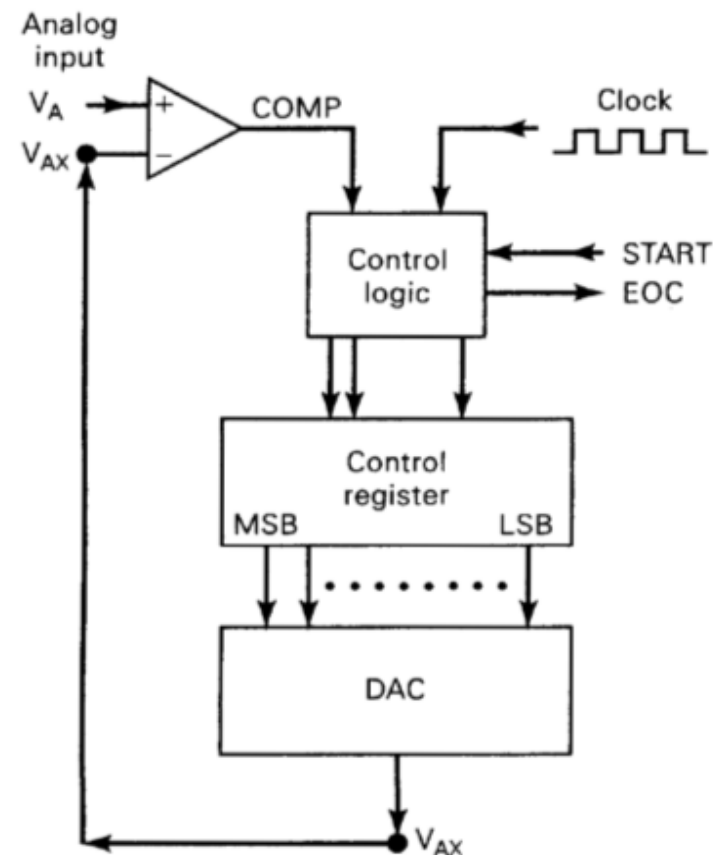 Analog
input
V_A
+
COMP
Clock
V_AX
−
Control
logic
START
EOC
Control
register
MSB
LSB
DAC
V_AX